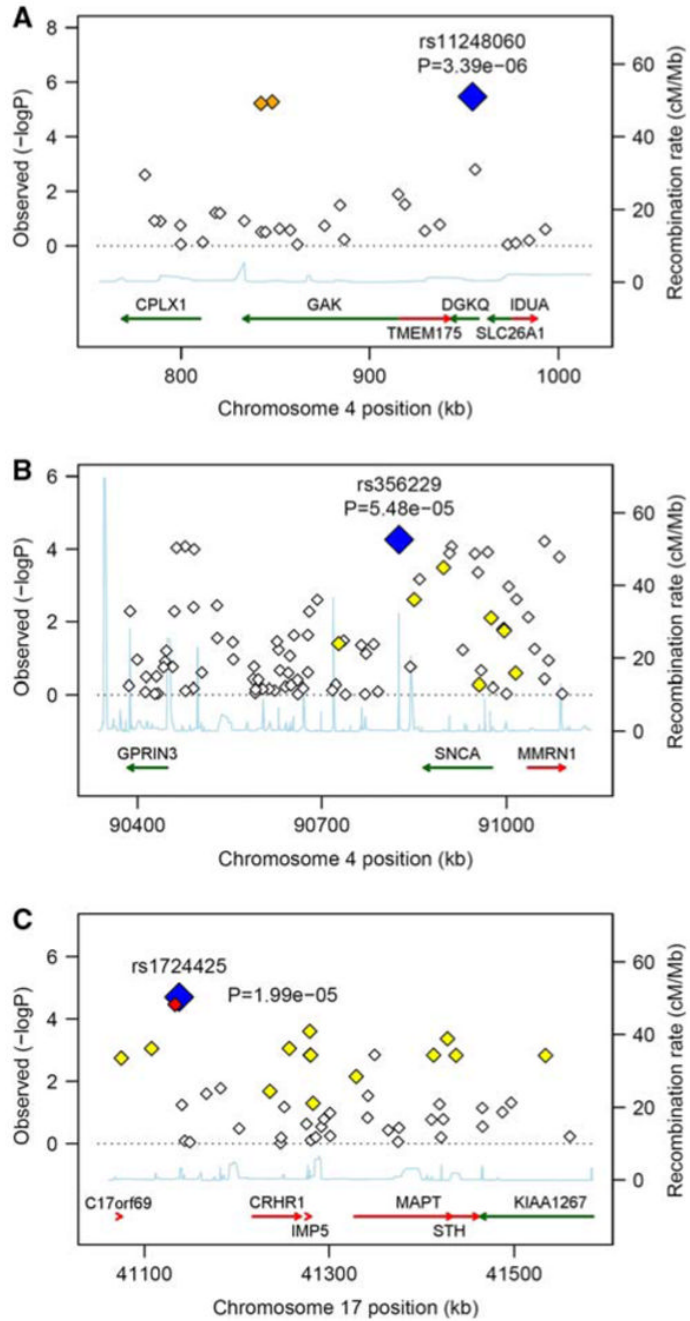 A
8
6
4
2
0
Observed (−logP)
rs11248060
P=3.39e−06
60
40
20
0
Recombination rate (cM/Mb)
CPLX1
GAK
DGKQ
IDUA
TMEM175
SLC26A1
800
900
1000
Chromosome 4 position (kb)
B
6
4
2
0
Observed (−logP)
rs356229
P=5.48e−05
60
40
20
0
Recombination rate (cM/Mb)
GPRIN3
SNCA
MMRN1
90400
90700
91000
Chromosome 4 position (kb)
C
6
4
2
0
Observed (−logP)
rs1724425
P=1.99e−05
60
40
20
0
Recombination rate (cM/Mb)
C17orf69
CRHR1
MAPT
KIAA1267
IMP5
STH
41100
41300
41500
Chromosome 17 position (kb)